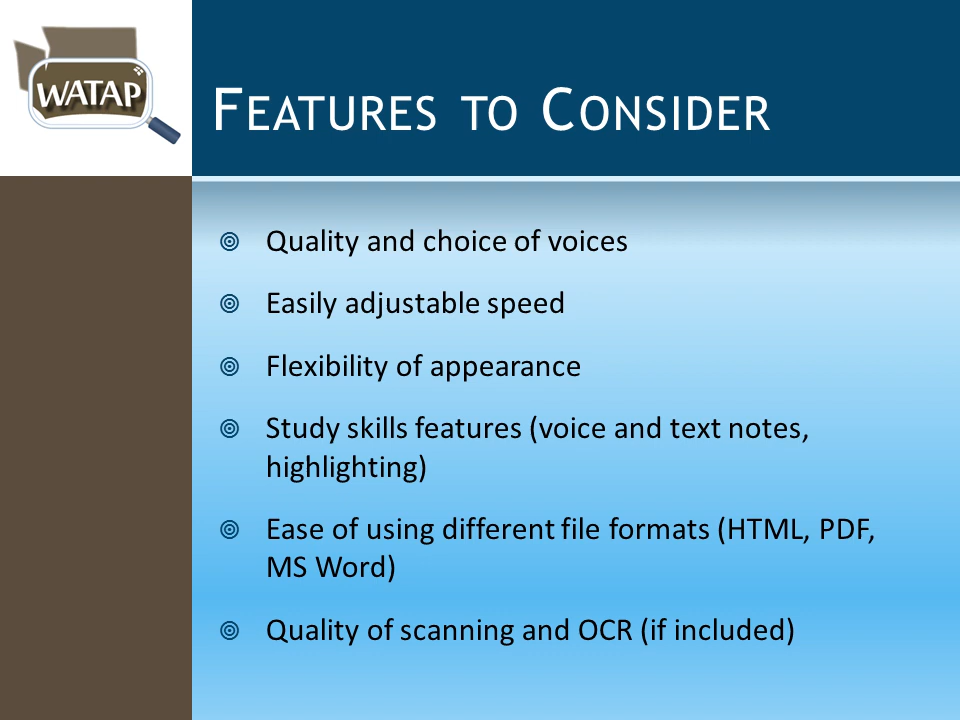 WATAP
FEATURES TO CONSIDER
Quality and choice of voices
Easily adjustable speed
Flexibility of appearance
Study skills features (voice and text notes,
highlighting)
Ease of using different file formats (HTML, PDF,
MS Word)
Quality of scanning and OCR (if included)